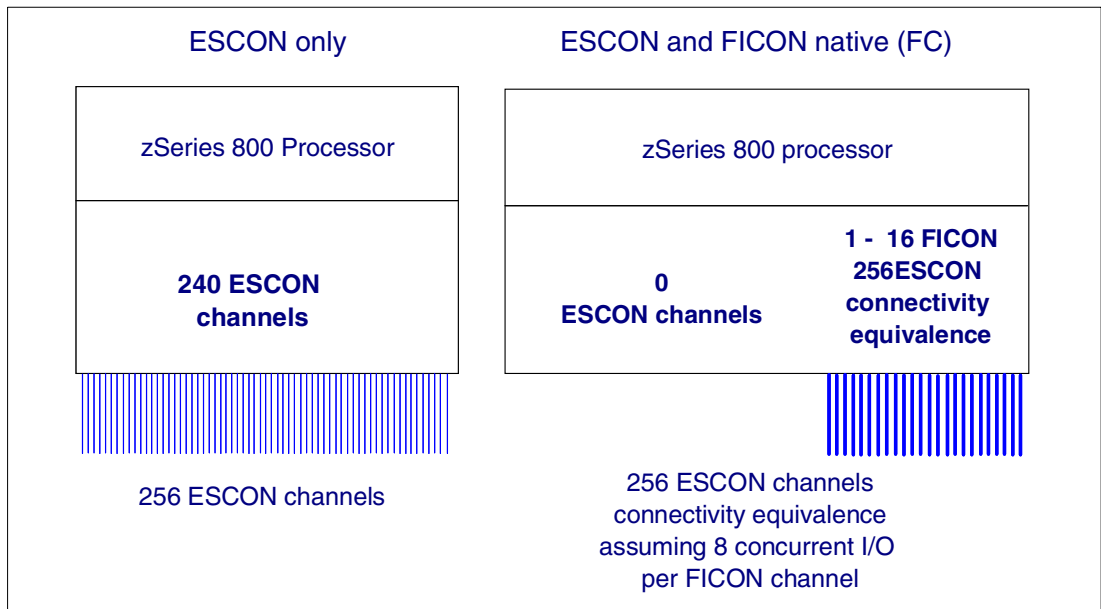 ESCON only
zSeries 800 Processor
240 ESCON
channels
256 ESCON channels
ESCON and FICON native (FC)
zSeries 800 processor
0
ESCON channels
1 - 16 FICON
256ESCON
connectivity
equivalence
256 ESCON channels
connectivity equivalence
assuming 8 concurrent I/O
per FICON channel